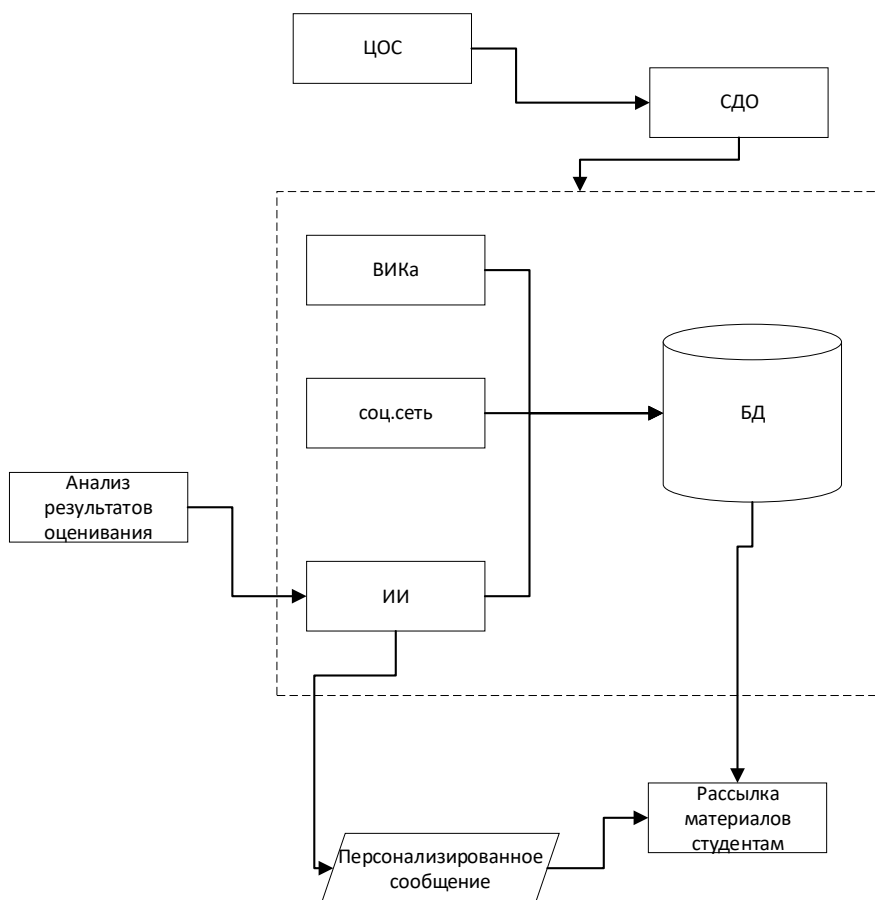 ЦОС
СДО
ВИКа
соц.сеть
БД
Анализ
результатов
оценивания
ИИ
Рассылка
материалов
студентам
Персонализированное
сообщение